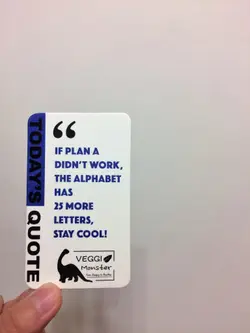 TODAY'S QUOTE
“
IF PLAN A
DIDN'T WORK,
THE ALPHABET
HAS
25 MORE
LETTERS,
STAY COOL!
VEGGI
Monster